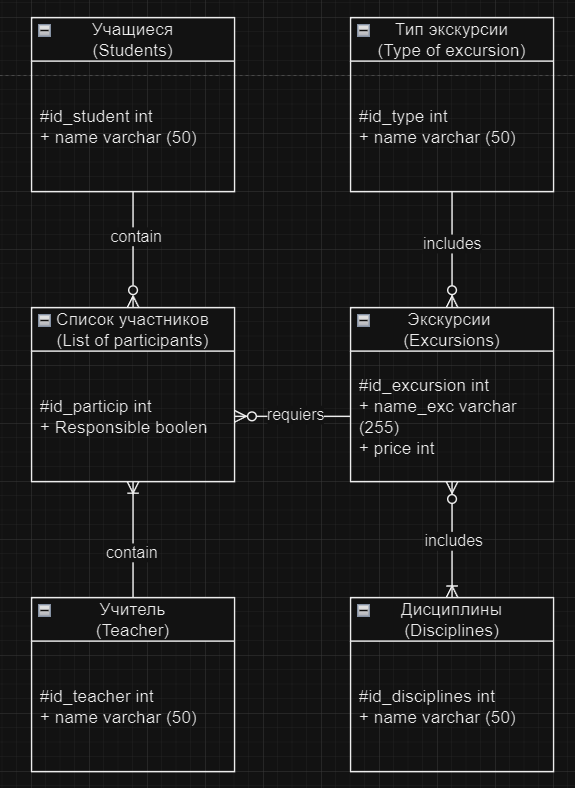 Учащиеся
(Students)
#id_student int
+ name varchar (50)
Тип экскурсии
(Type of excursion)
#id_type int
+ name varchar (50)
contain
includes
Список участников
(List of participants)
#id_particip int
+ Responsible boolen
requiers
Экскурсии
(Excursions)
#id_excursion int
+ name_exc varchar
(255)
+ price int
contain
includes
Учитель
(Teacher)
#id_teacher int
+ name varchar (50)
Дисциплины
(Disciplines)
#id_disciplines int
+ name varchar (50)